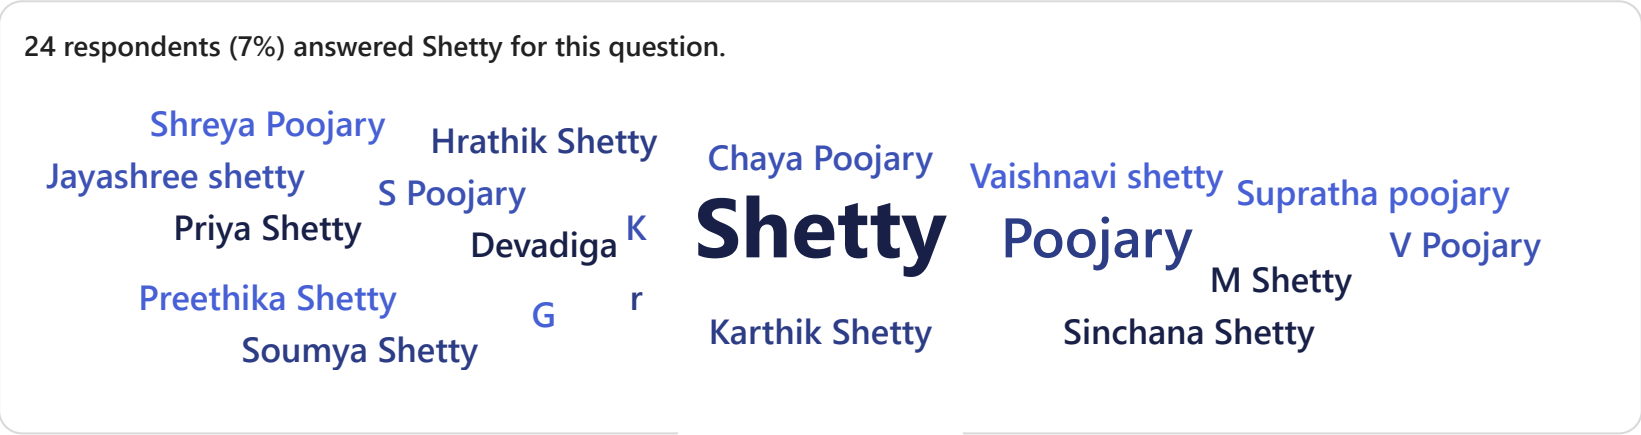 24 respondents (7%) answered Shetty for this question.
Shreya Poojary
Hrathik Shetty
Chaya Poojary
Jayashree shetty
S Poojary
Vaishnavi shetty
Supratha poojary
Priya Shetty
Devadiga
K
Shetty
Poojary
V Poojary
M Shetty
Preethika Shetty
G
r
Karthik Shetty
Sinchana Shetty
Soumya Shetty